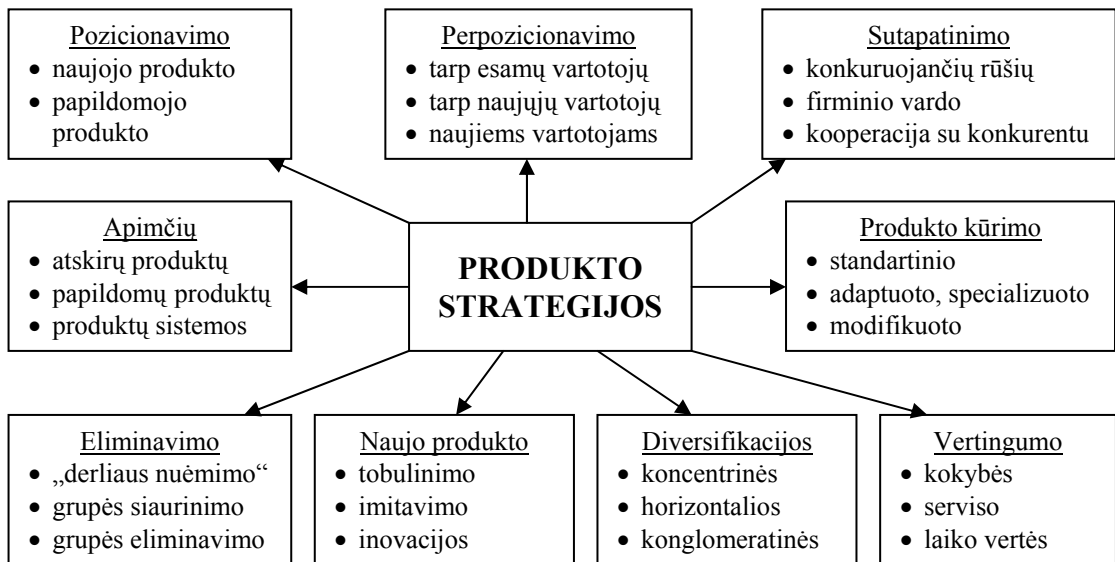 Pozicionavimo
• naujojo produkto
• papildomojo
produkto
Perpozicionavimo
• tarp esamų vartotojų
• tarp naujųjų vartotojų
• naujiems vartotojams
Sutapatinimo
• konkuruojančių rūšių
• firminio vardo
• kooperacija su konkurentu
Apimčių
• atskirų produktų
• papildomų produktų
• produktų sistemos
PRODUKTO
STRATEGIJOS
Produkto kūrimo
• standartinio
• adaptuoto, specializuoto
• modifikuoto
Eliminavimo
• „derliaus nuėmimo“
• grupės siaurinimo
• grupės eliminavimo
Naujo produkto
• tobulinimo
• imitavimo
• inovacijos
Diversifikacijos
• koncentrinės
• horizontalios
• konglomeratinės
Vertingumo
• kokybės
• serviso
• laiko vertės